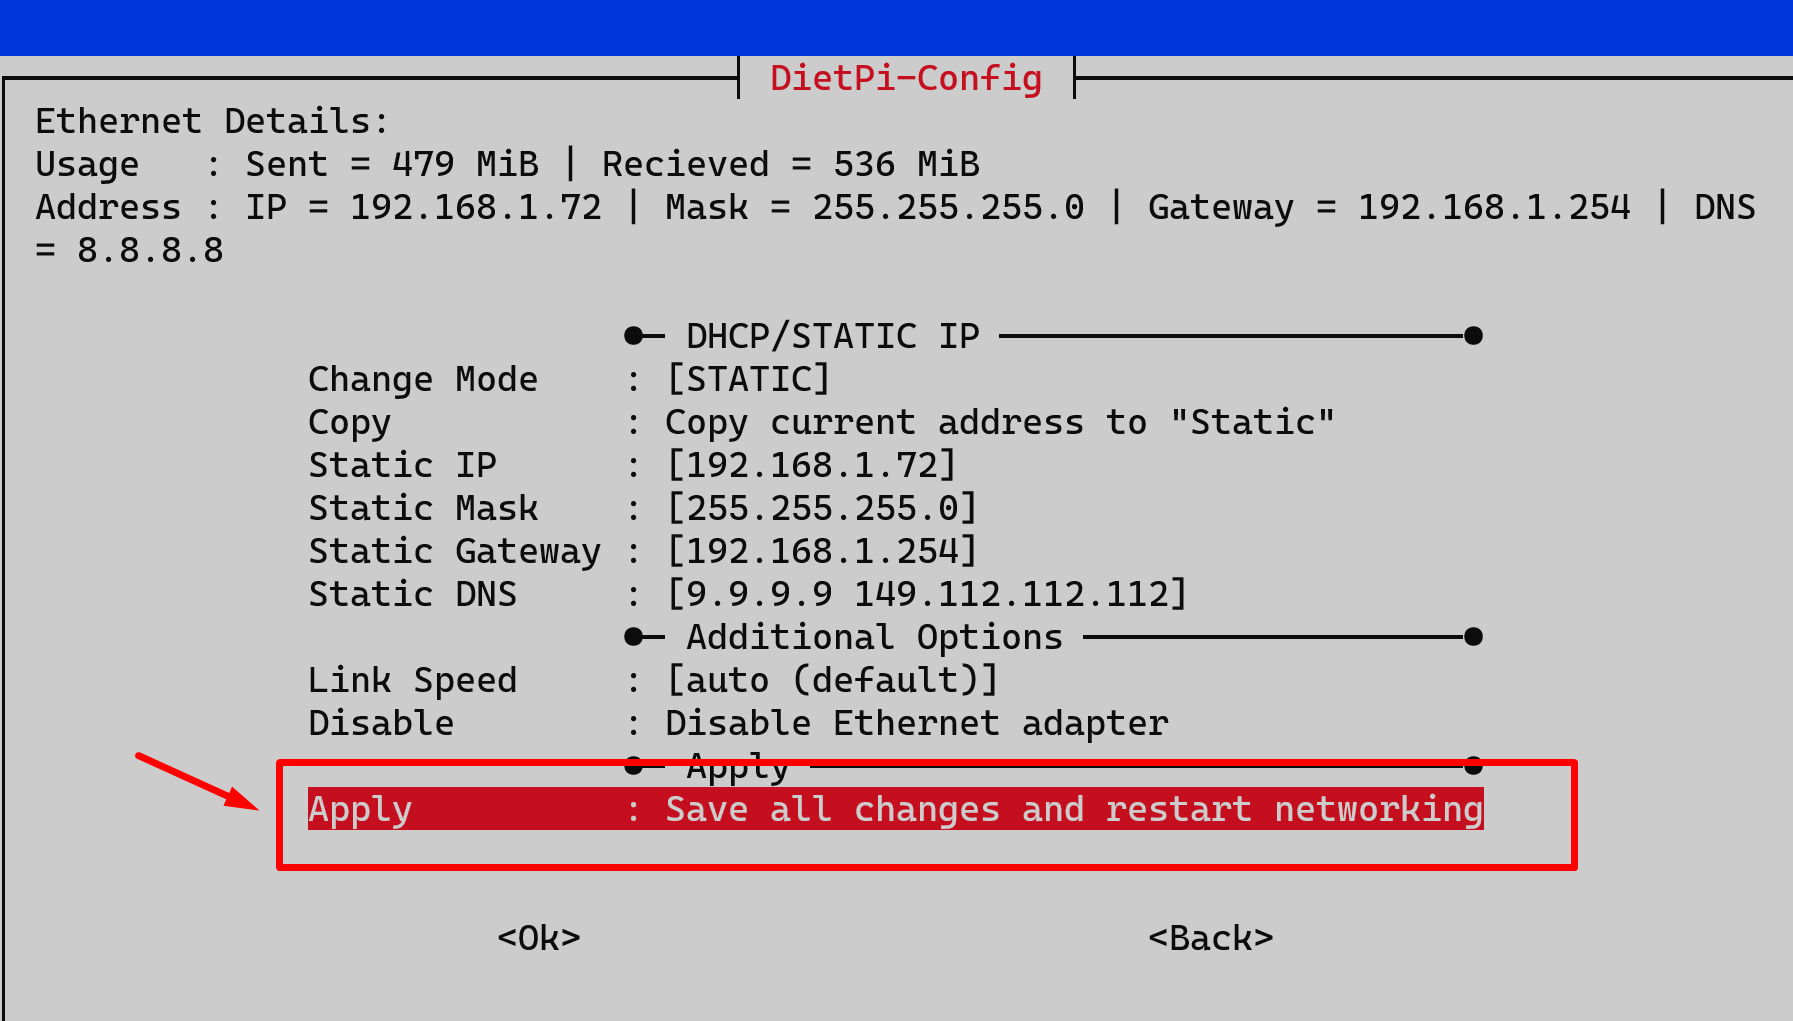 DietPi-Config
Ethernet Details:
Usage   : Sent = 479 MiB | Recieved = 536 MiB
Address : IP = 192.168.1.72 | Mask = 255.255.255.0 | Gateway = 192.168.1.254 | DNS
= 8.8.8.8
DHCP/STATIC IP
Change Mode    : [STATIC]
Copy           : Copy current address to "Static"
Static IP      : [192.168.1.72]
Static Mask    : [255.255.255.0]
Static Gateway : [192.168.1.254]
Static DNS     : [9.9.9.9 149.112.112.112]
Additional Options
Link Speed     : [auto (default)]
Disable        : Disable Ethernet adapter
Apply
Apply          : Save all changes and restart networking
<Ok> <Back>